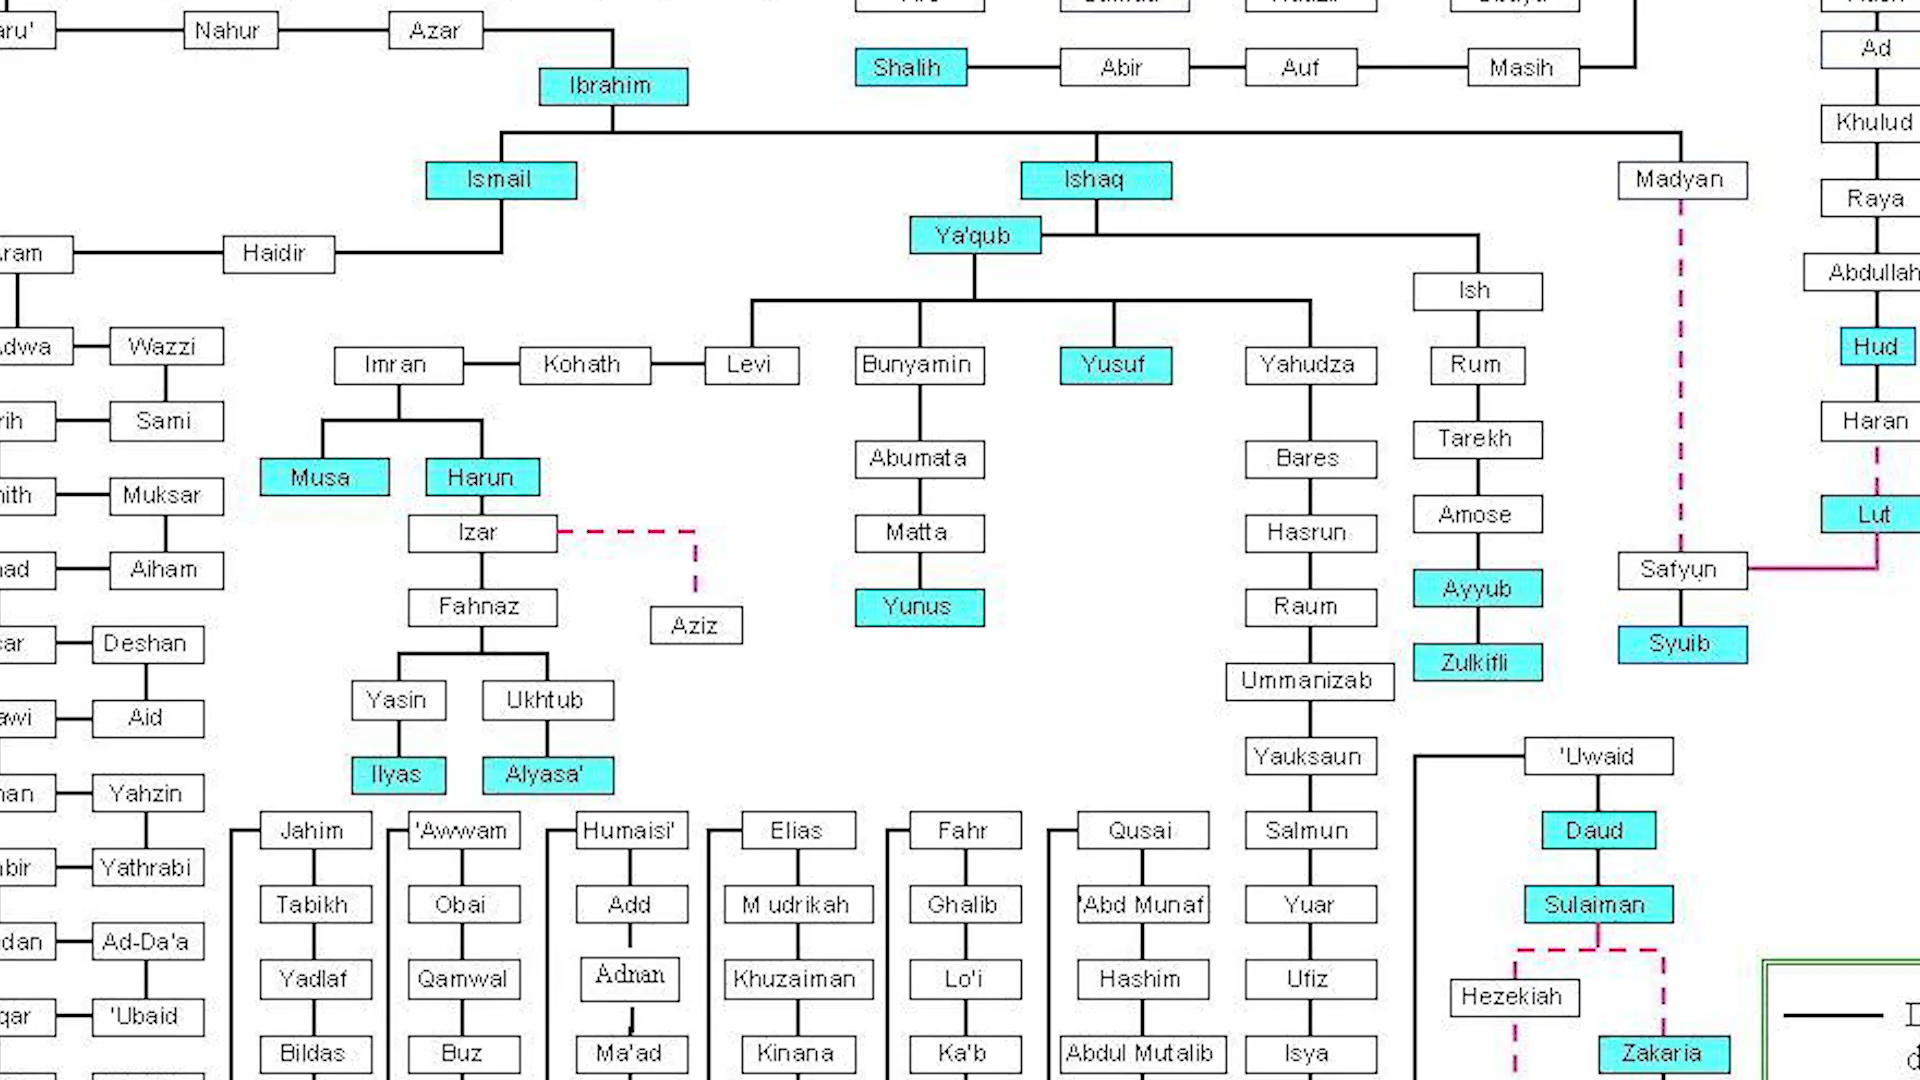 Nahur
Azar
Shalih
Abir
Auf
Masih
Ad
Ibrahim
Khulud
Ismail
Ishaq
Madyan
Raya
Ya'qub
Haidir
Abdullah
Ish
Wazzi
Hud
Imran
Kohath
Levi
Bunyamin
Yusuf
Yahudza
Rum
Sami
Haran
Tarekh
Abumata
Bares
Musa
Harun
Muksar
Amose
Lut
Izar
Matta
Hasrun
Aiham
Safyun
Ayyub
Fahnaz
Yunus
Raum
Aziz
Deshan
Syuib
Zulkifli
Ummanizab
Yasin
Ukhtub
Aid
Yauksaun
'Uwaid
Ilyas
Alyasa'
Yahzin
Jahim
'Awwam
Humaisi'
Elias
Fahr
Qusai
Salmun
Daud
Yathrabi
Tabikh
Obai
Add
Mudrikah
Ghalib
'Abd Munaf
Yuar
Sulaiman
Ad-Da'a
Yadlaf
Qamwal
Adnan
Khuzaiman
Lo'i
Hashim
Ufiz
Hezekiah
'Ubaid
Bildas
Buz
Ma'ad
Kinana
Ka'b
Abdul Mutalib
Isya
Zakaria